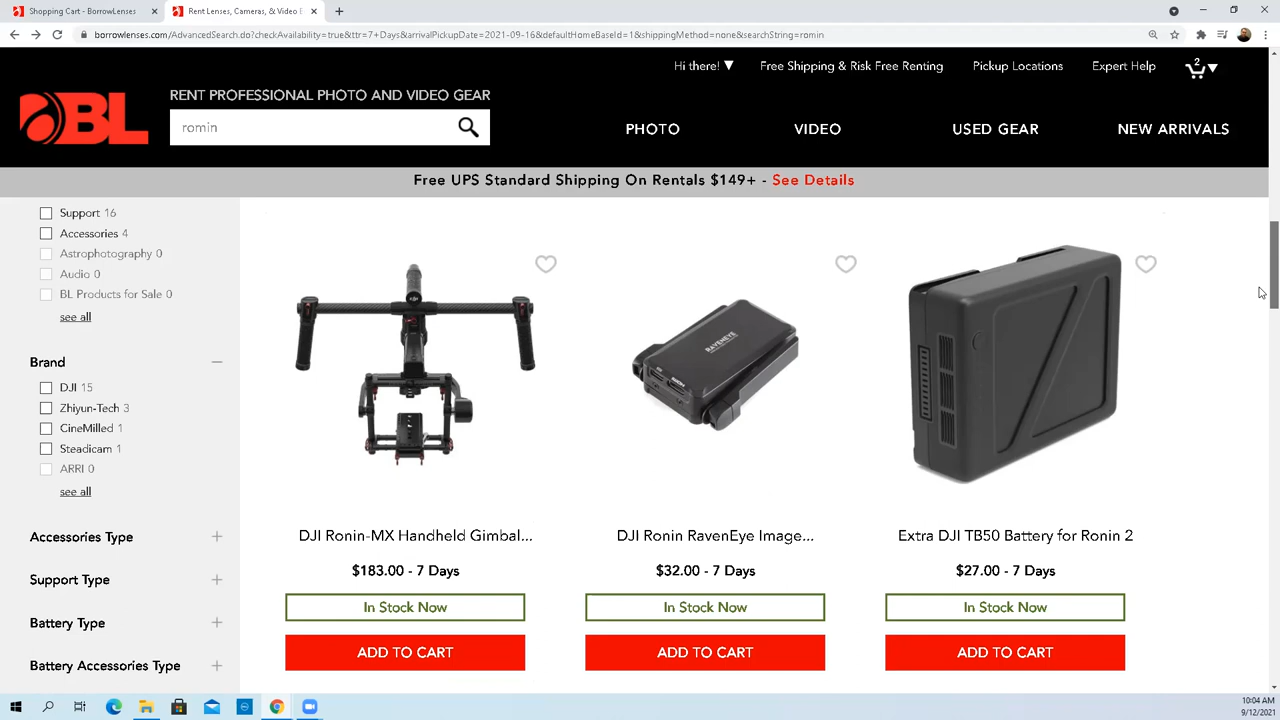 Shopping Cart - BorrowLenses
Rent Lenses, Cameras, & Video E
borrowlenses.com/AdvancedSearch.do?checkAvailability=true&ttr=7+Days&arrivalPickupDate=2021-09-16&defaultHomeBaseId=1&shippingMethod=none&searchString=romin
Hi there! ▼
Free Shipping & Risk Free Renting
Pickup Locations
Expert Help
2
BL
RENT PROFESSIONAL PHOTO AND VIDEO GEAR
romin
PHOTO
VIDEO
USED GEAR
NEW ARRIVALS
Free UPS Standard Shipping On Rentals $149+ - See Details
Support 16
Accessories 4
Astrophotography 0
Audio 0
BL Products for Sale 0
see all
Brand
DJI 15
Zhiyun-Tech 3
CineMilled 1
Steadicam 1
ARRI 0
see all
Accessories Type
Support Type
Battery Type
Battery Accessories Type
RAVENEYE
DJI Ronin-MX Handheld Gimbal...
$183.00 - 7 Days
In Stock Now
ADD TO CART
DJI Ronin RavenEye Image...
$32.00 - 7 Days
In Stock Now
ADD TO CART
Extra DJI TB50 Battery for Ronin 2
$27.00 - 7 Days
In Stock Now
ADD TO CART
10:04 AM
9/12/2021